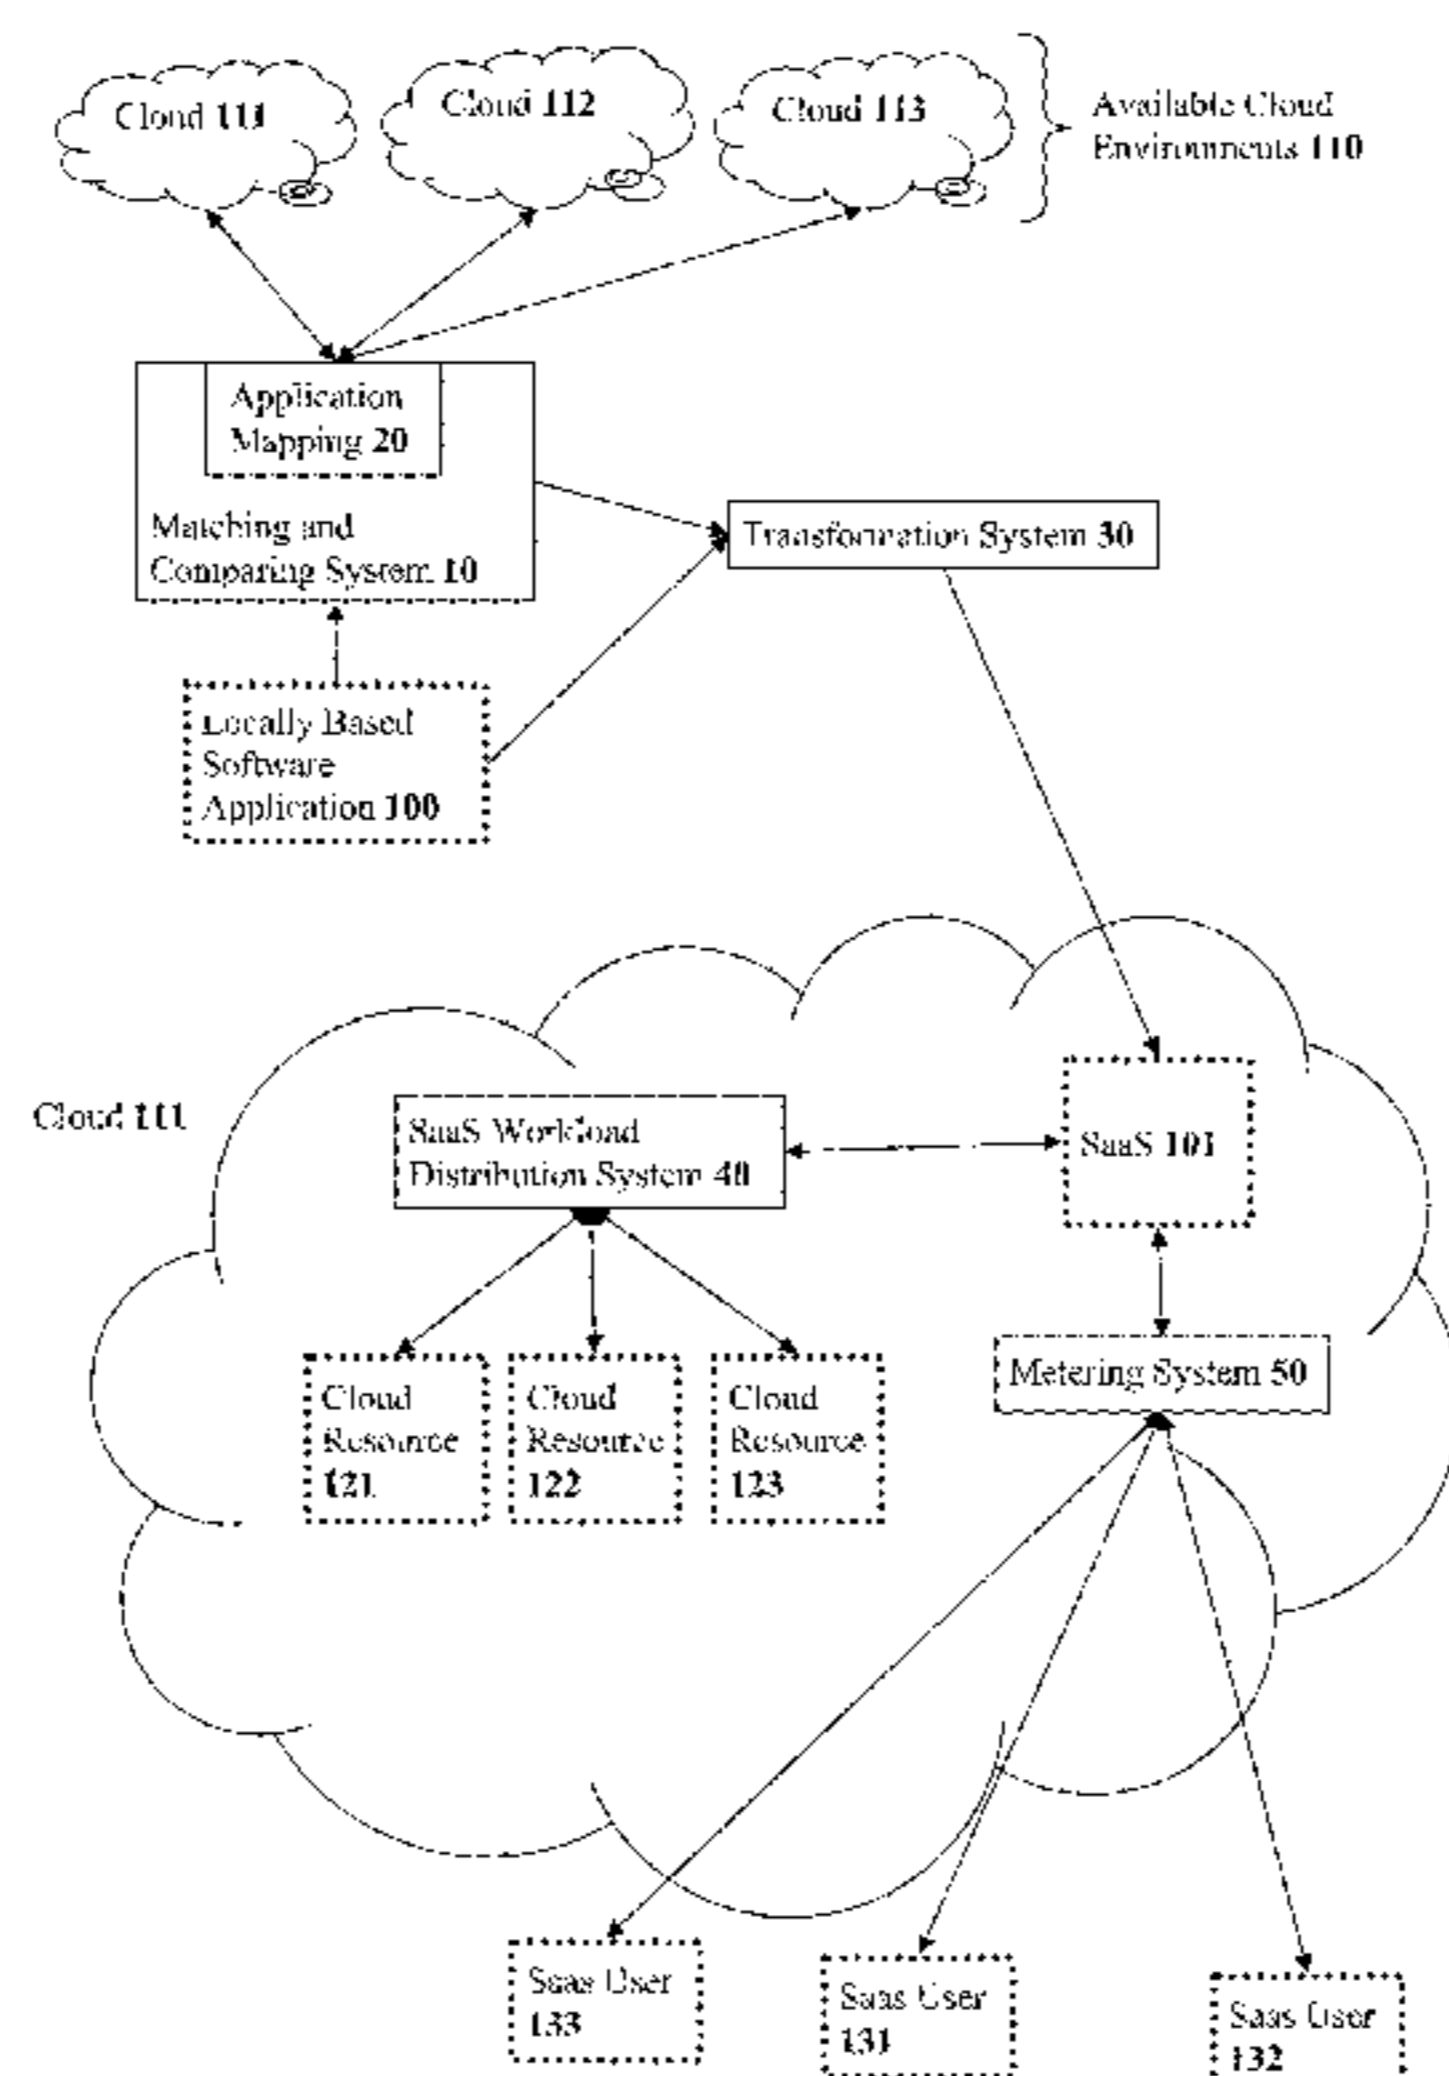 Cloud 111
Cloud 112
Cloud 113
Available Cloud
Environments 110
Application
Mapping 20
Matching and
Comparing System 10
Transformation System 30
Locally Based
Software
Application 100
Cloud 111
SaaS Workload
Distribution System 40
SaaS 101
Cloud
Resource
121
Cloud
Resource
122
Cloud
Resource
123
Metering System 50
Saas User
133
Saas User
131
Saas User
132